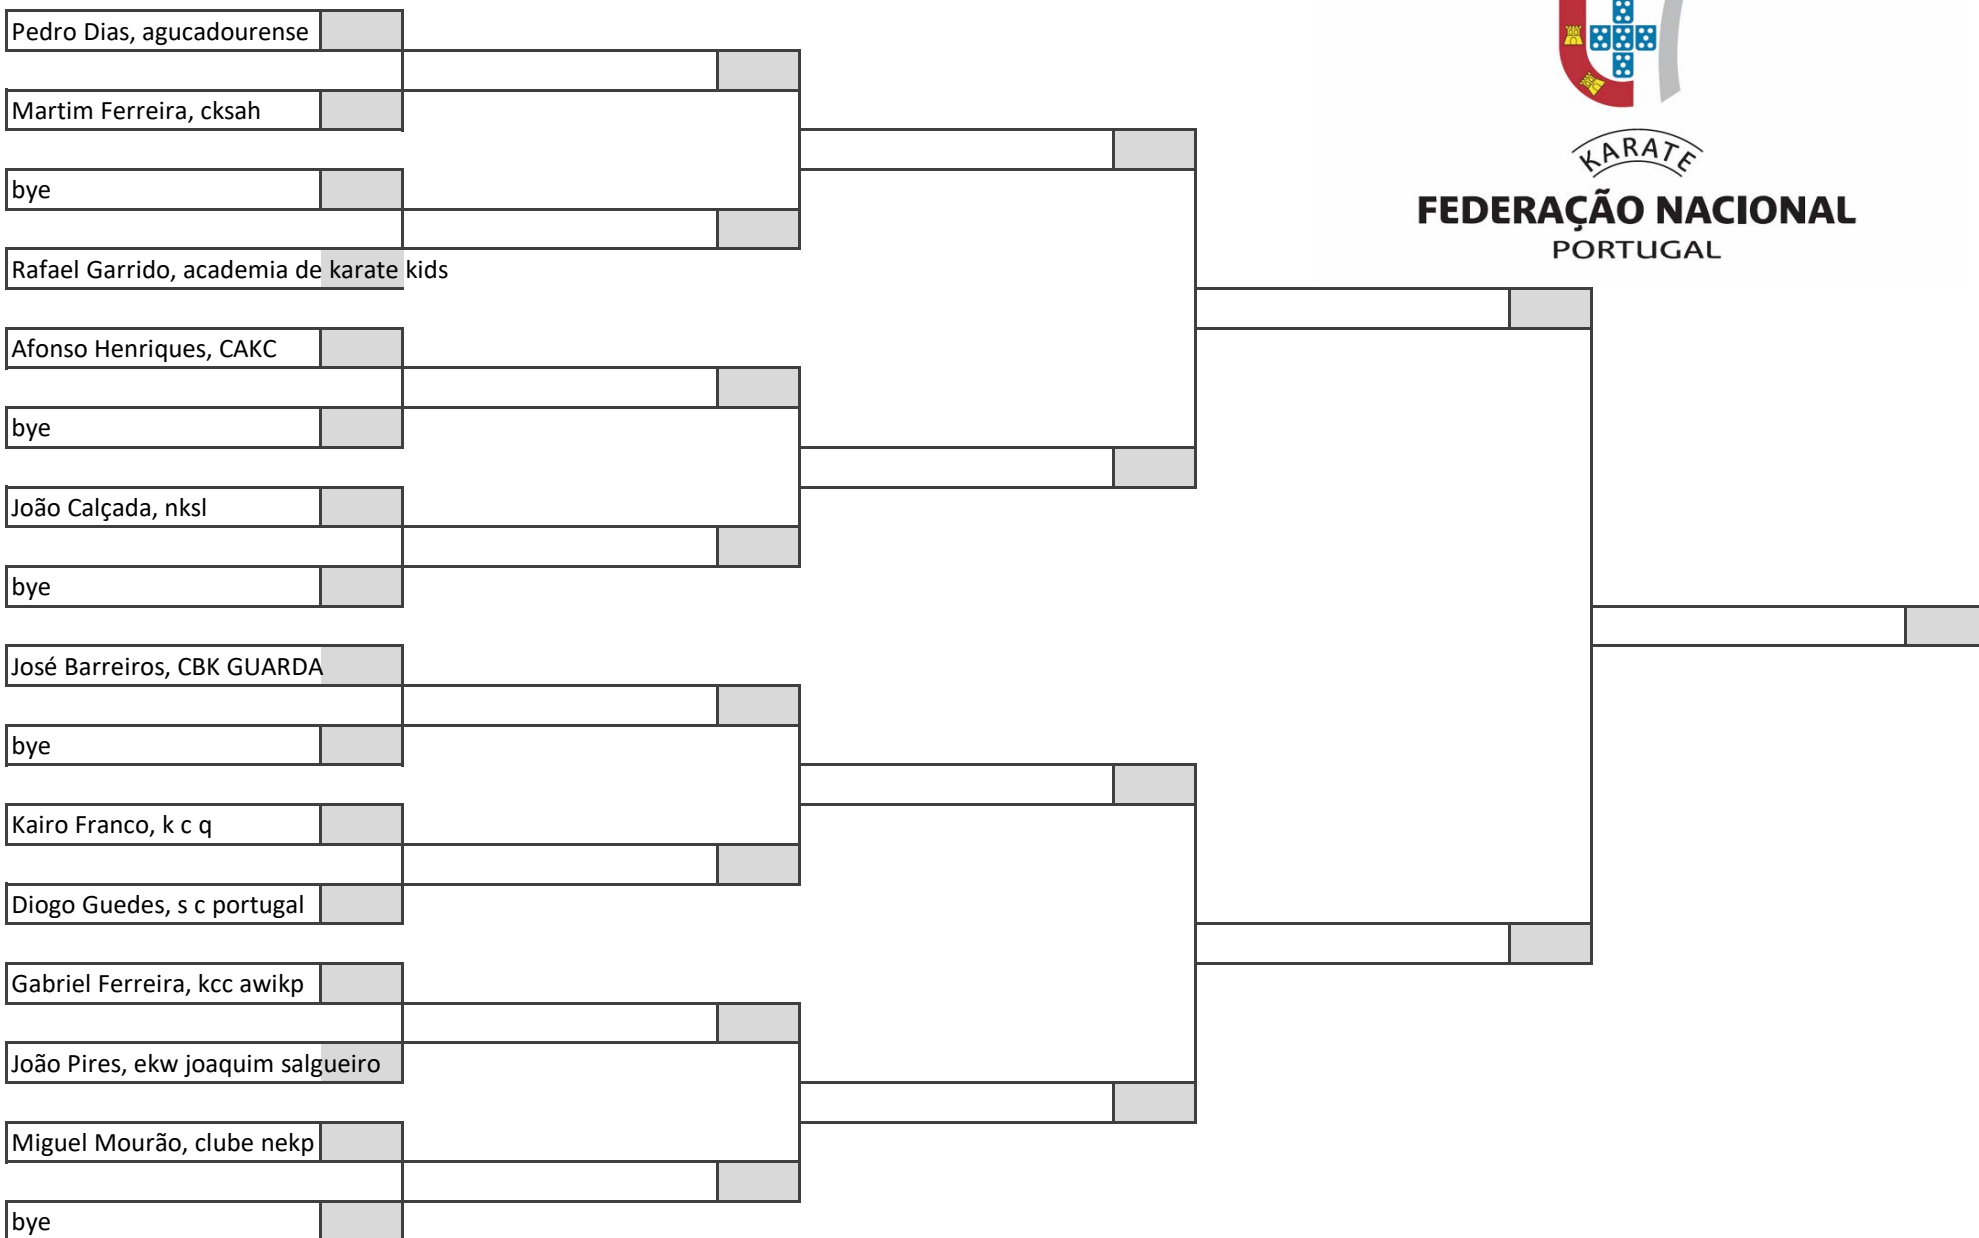 Pedro Dias, agucadourense
Martim Ferreira, cksah
bye
Rafael Garrido, academia de karate kids
Afonso Henriques, CAKC
bye
João Calçada, nksl
bye
José Barreiros, CBK GUARDA
bye
Kairo Franco, k c q
Diogo Guedes, s c portugal
Gabriel Ferreira, kcc awikp
João Pires, ekw joaquim salgueiro
Miguel Mourão, clube nekp
bye
KARATE
FEDERAÇÃO NACIONAL
PORTUGAL